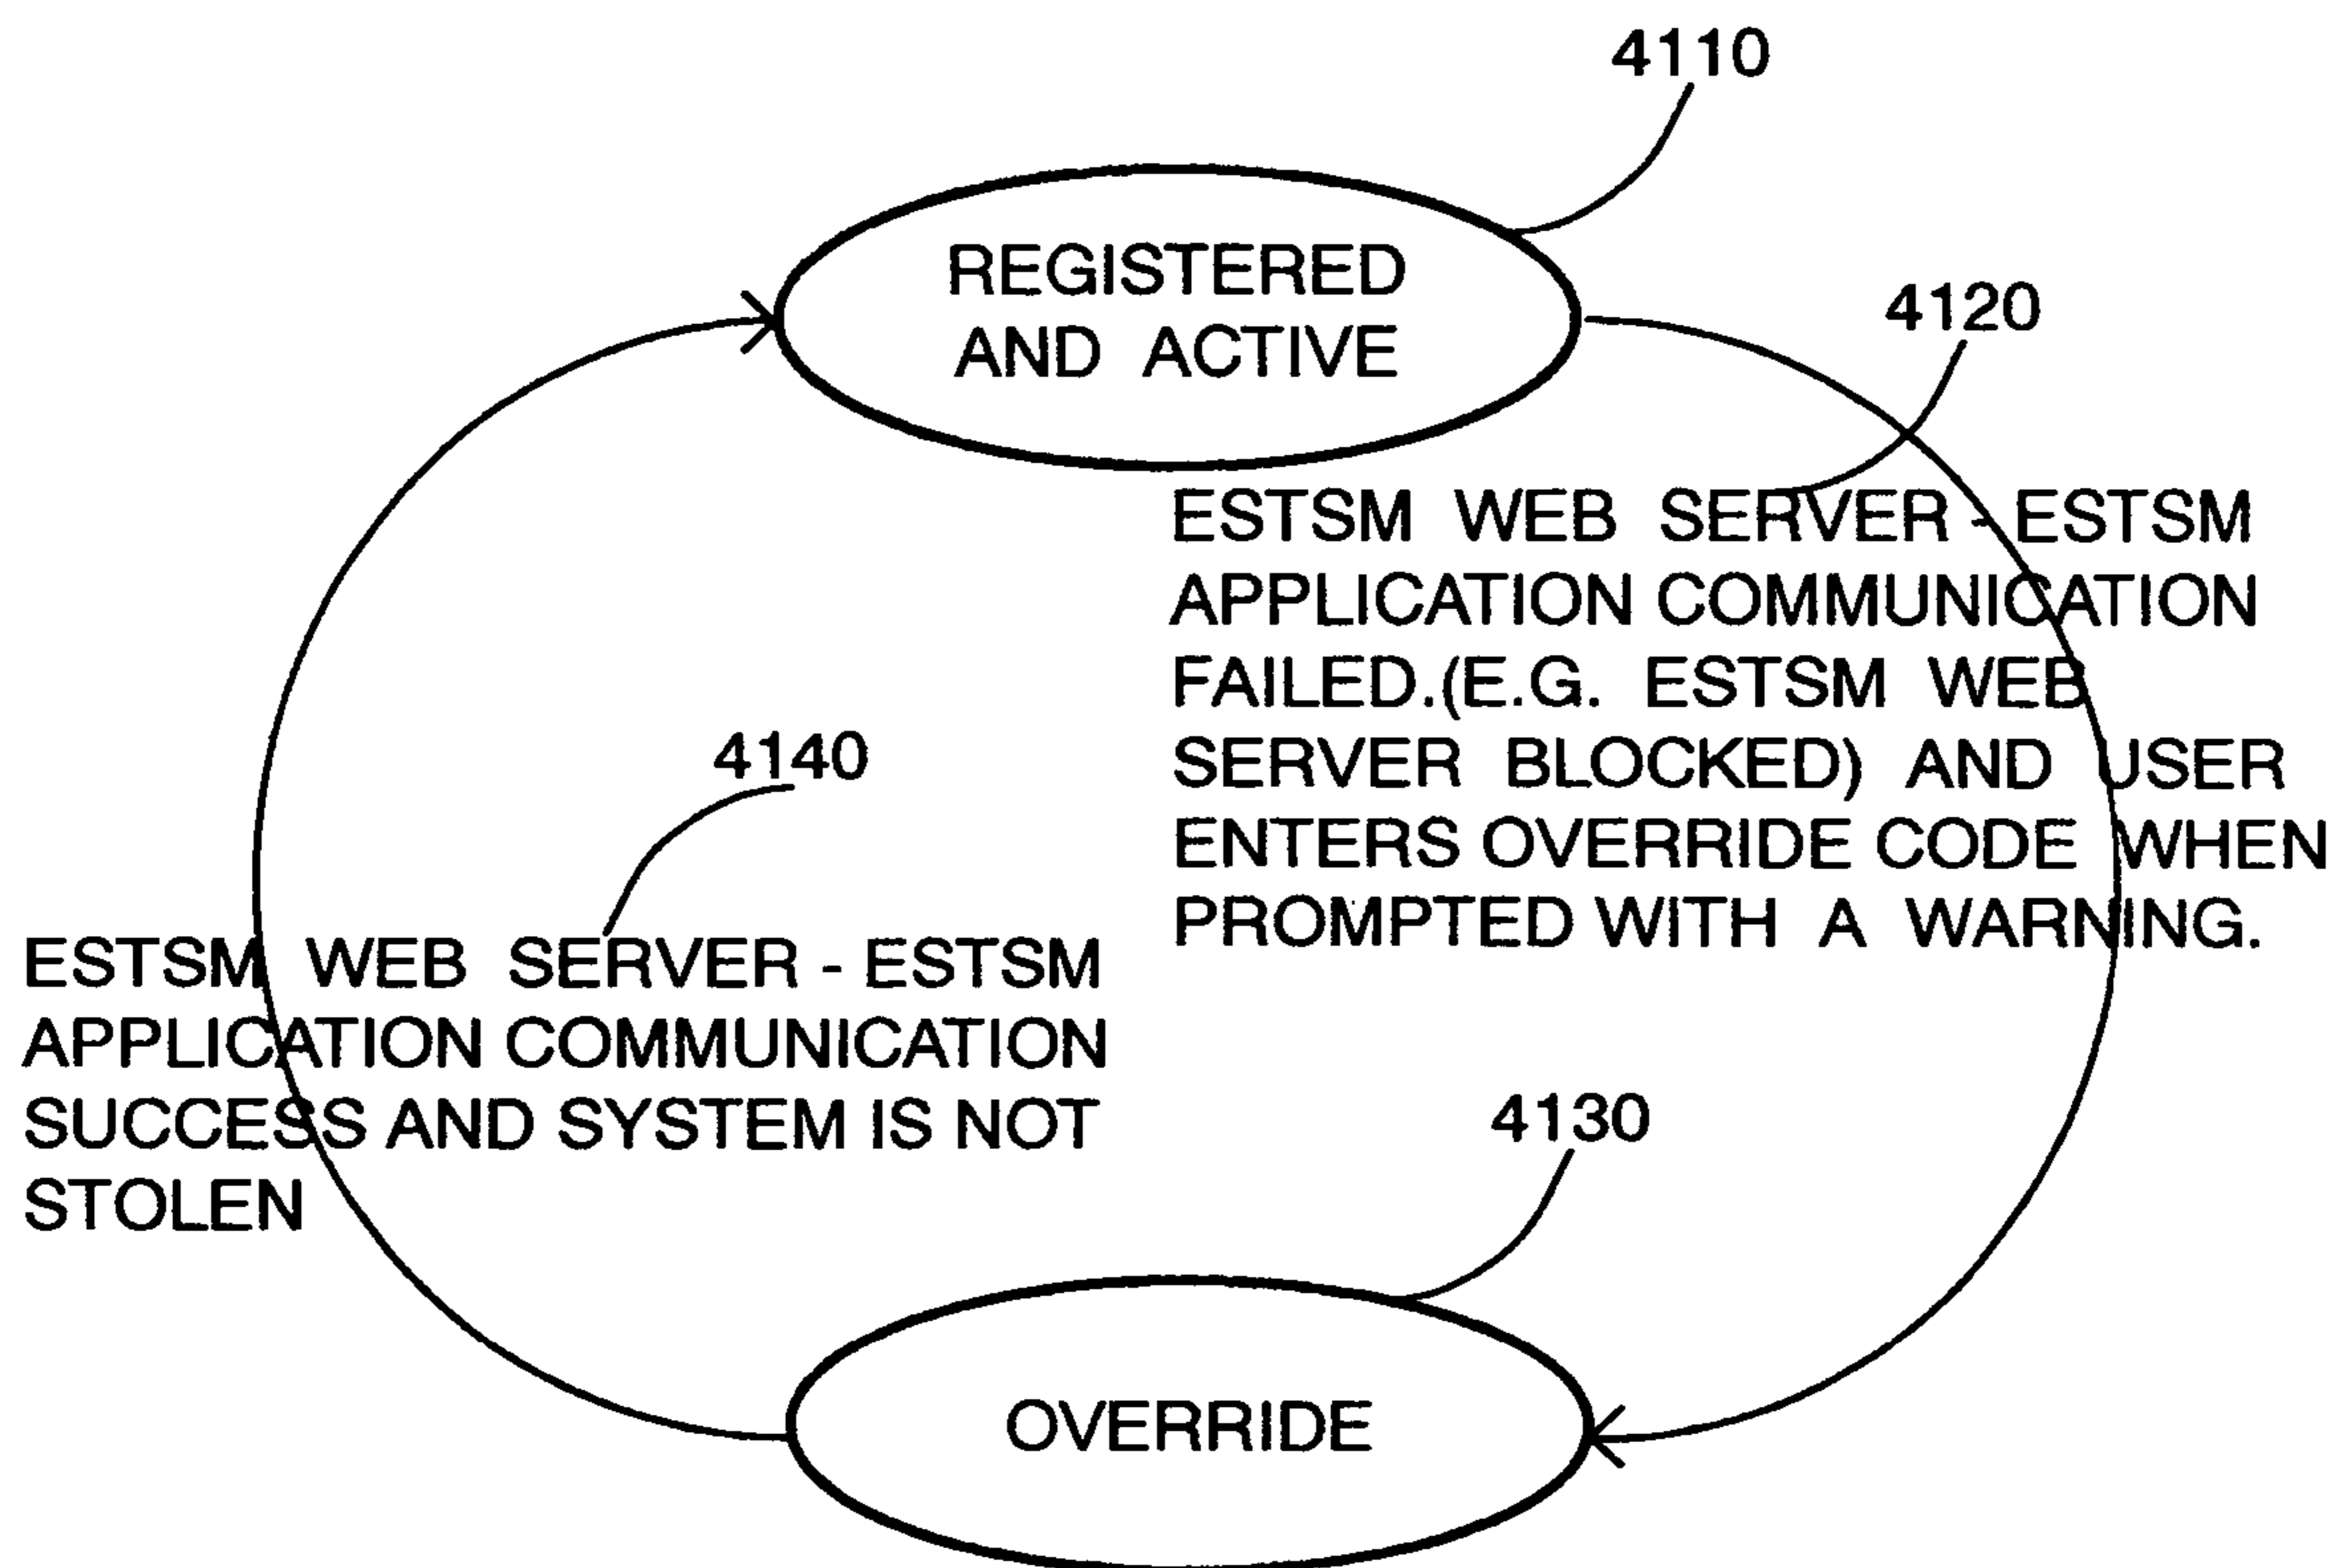 4110
REGISTERED
AND ACTIVE
4120
ESTSM WEB SERVER - ESTSM
APPLICATION COMMUNICATION
FAILED.(E.G. ESTSM WEB
SERVER BLOCKED) AND USER
ENTERS OVERRIDE CODE WHEN
PROMPTED WITH A WARNING.
4140
ESTSM WEB SERVER - ESTSM
APPLICATION COMMUNICATION
SUCCESS AND SYSTEM IS NOT
STOLEN
4130
OVERRIDE